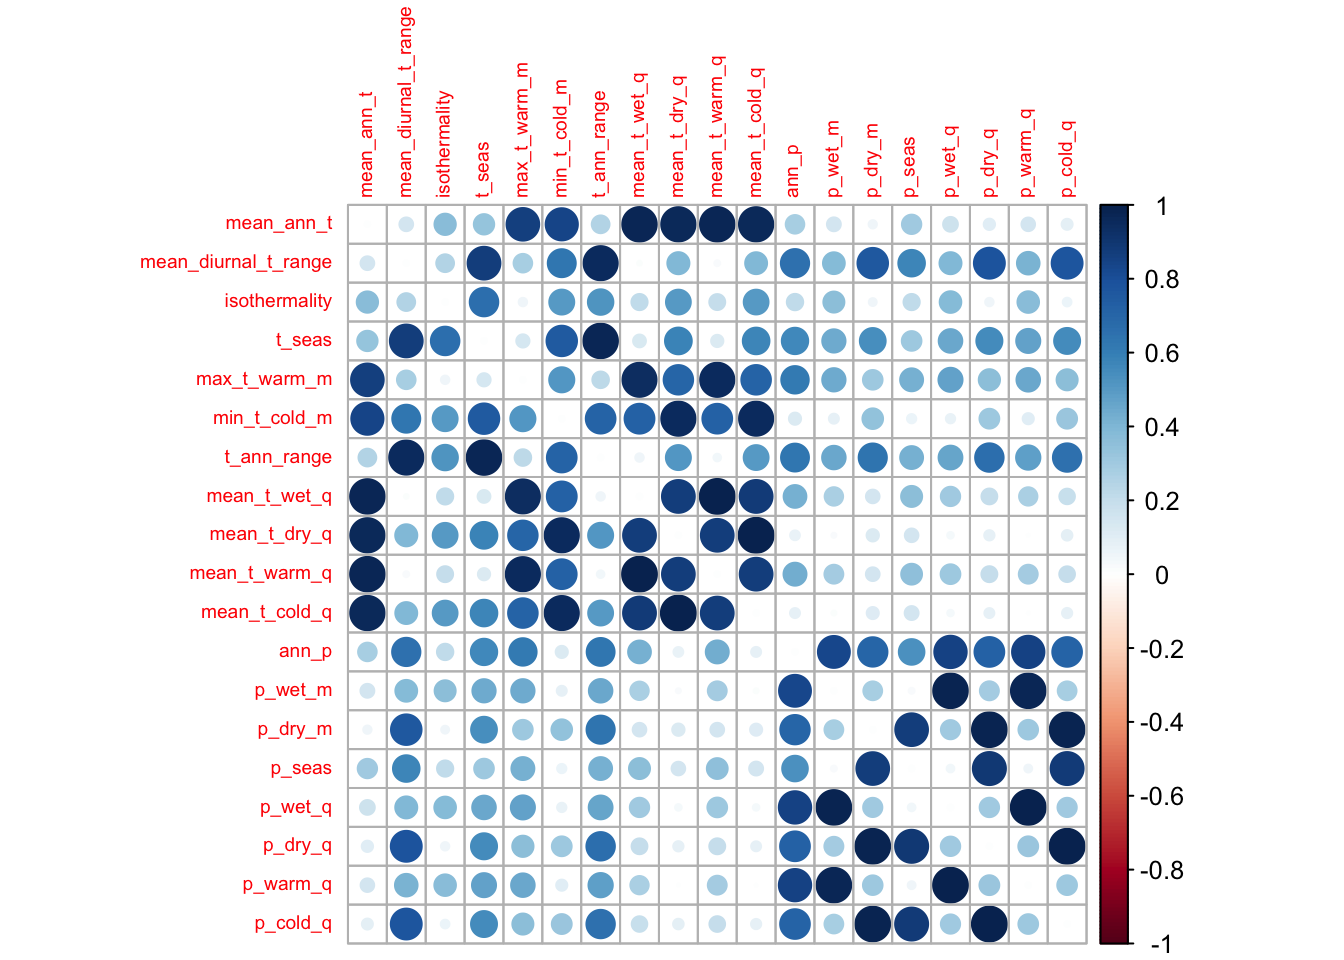 mean_ann_t
mean_diurnal_t_range
isothermality
t_seas
max_t_warm_m
min_t_cold_m
t_ann_range
mean_t_wet_q
mean_t_dry_q
mean_t_warm_q
mean_t_cold_q
ann_p
p_wet_m
p_dry_m
p_seas
p_wet_q
p_dry_q
p_warm_q
p_cold_q
mean_ann_t
mean_diurnal_t_range
isothermality
t_seas
max_t_warm_m
min_t_cold_m
t_ann_range
mean_t_wet_q
mean_t_dry_q
mean_t_warm_q
mean_t_cold_q
ann_p
p_wet_m
p_dry_m
p_seas
p_wet_q
p_dry_q
p_warm_q
p_cold_q
1
0.8
0.6
0.4
0.2
0
-0.2
-0.4
-0.6
-0.8
-1